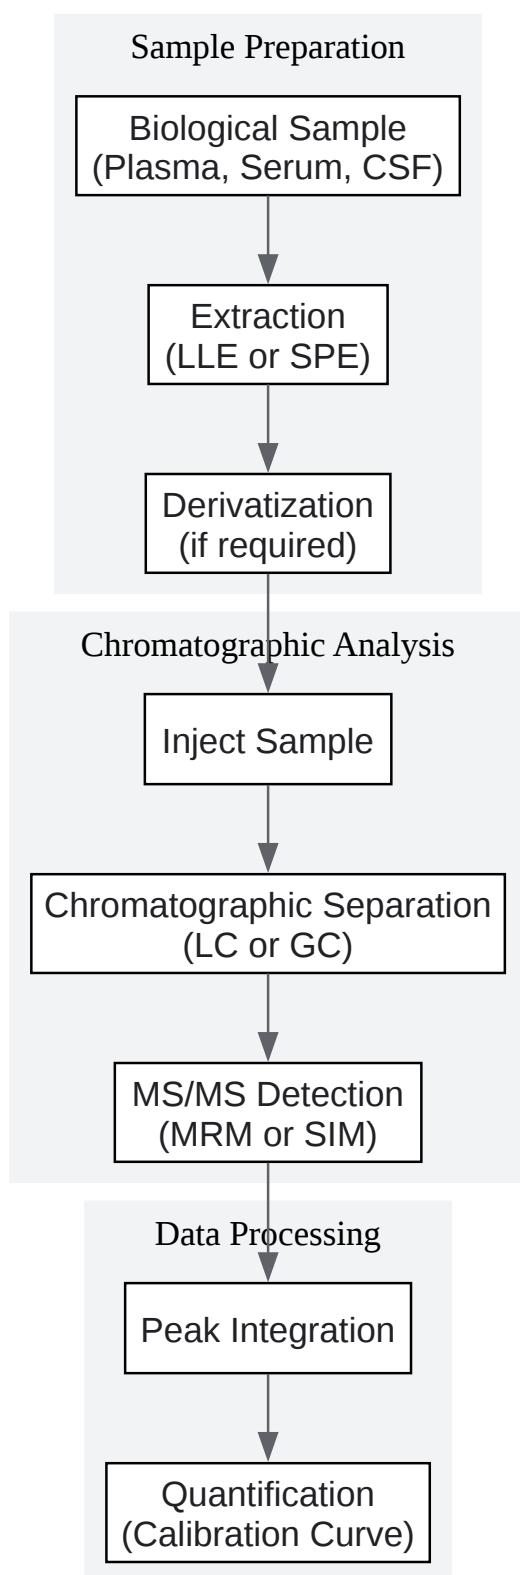 Sample Preparation
Biological Sample
(Plasma, Serum, CSF)
Extraction
(LLE or SPE)
Derivatization
(if required)
Chromatographic Analysis
Inject Sample
Chromatographic Separation
(LC or GC)
MS/MS Detection
(MRM or SIM)
Data Processing
Peak Integration
Quantification
(Calibration Curve)